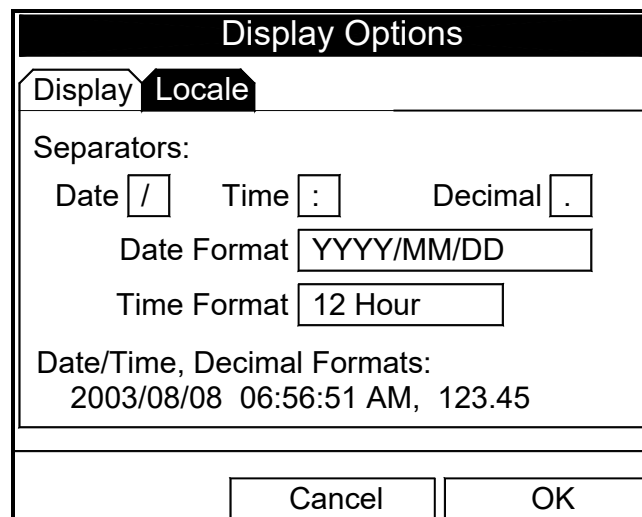 Display Options
Display Locale
Separators:
Date / Time : Decimal .
Date Format YYYY/MM/DD
Time Format 12 Hour
Date/Time, Decimal Formats:
2003/08/08 06:56:51 AM, 123.45
Cancel OK